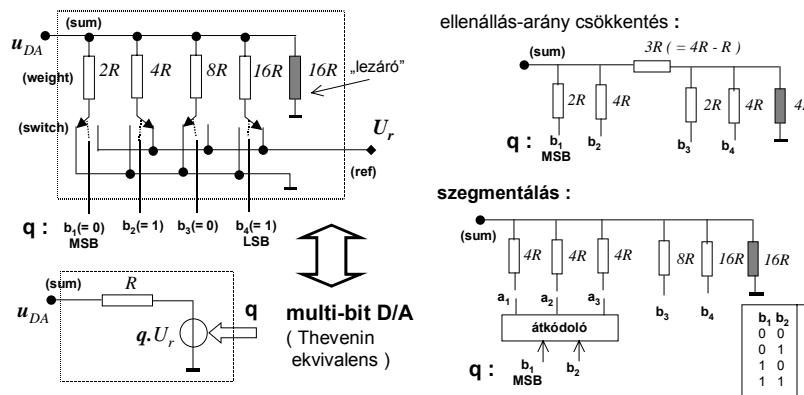 (sum)
u_DA
(weight)
2R 4R 8R 16R 16R
„lezáró”
(switch)
U_r
(ref)
q : b₁(= 0) b₂(= 1) b₃(= 0) b₄(= 1)
MSB LSB
(sum)
R
u_DA
q.U_r
q
multi-bit D/A
( Thevenin
ekvivalens )
ellenállás-arány csökkentés :
(sum)
3R ( = 4R - R )
2R 4R 2R 4R
q : b₁ b₂ b₃ b₄
MSB
szegmentálás :
(sum)
4R 4R 4R 8R 16R 16R
a₁ a₂ a₃
b₃ b₄
átkódoló
q : b₁ b₂
MSB
b₁ b₂
0 0
0 1
1 0
1 1